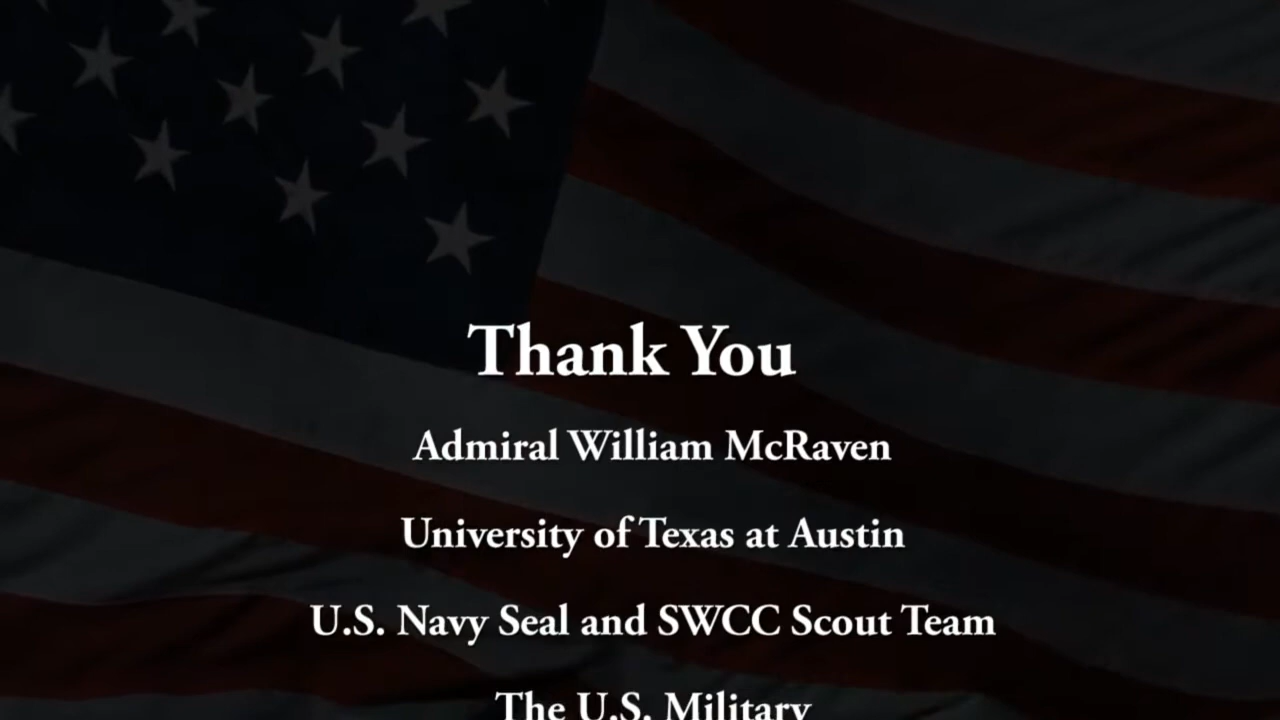 Thank You
Admiral William McRaven
University of Texas at Austin
U.S. Navy Seal and SWCC Scout Team
The U.S. Military